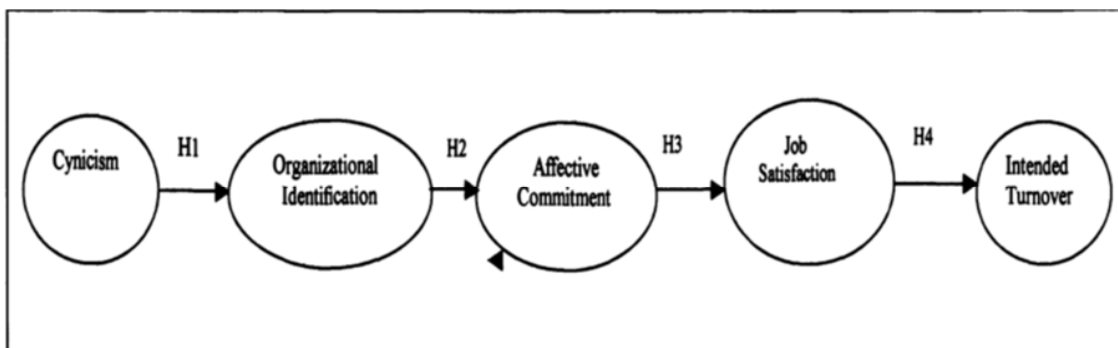 Cynicism
H1
Organizational
Identification
H2
Affective
Commitment
H3
Job
Satisfaction
H4
Intended
Turnover